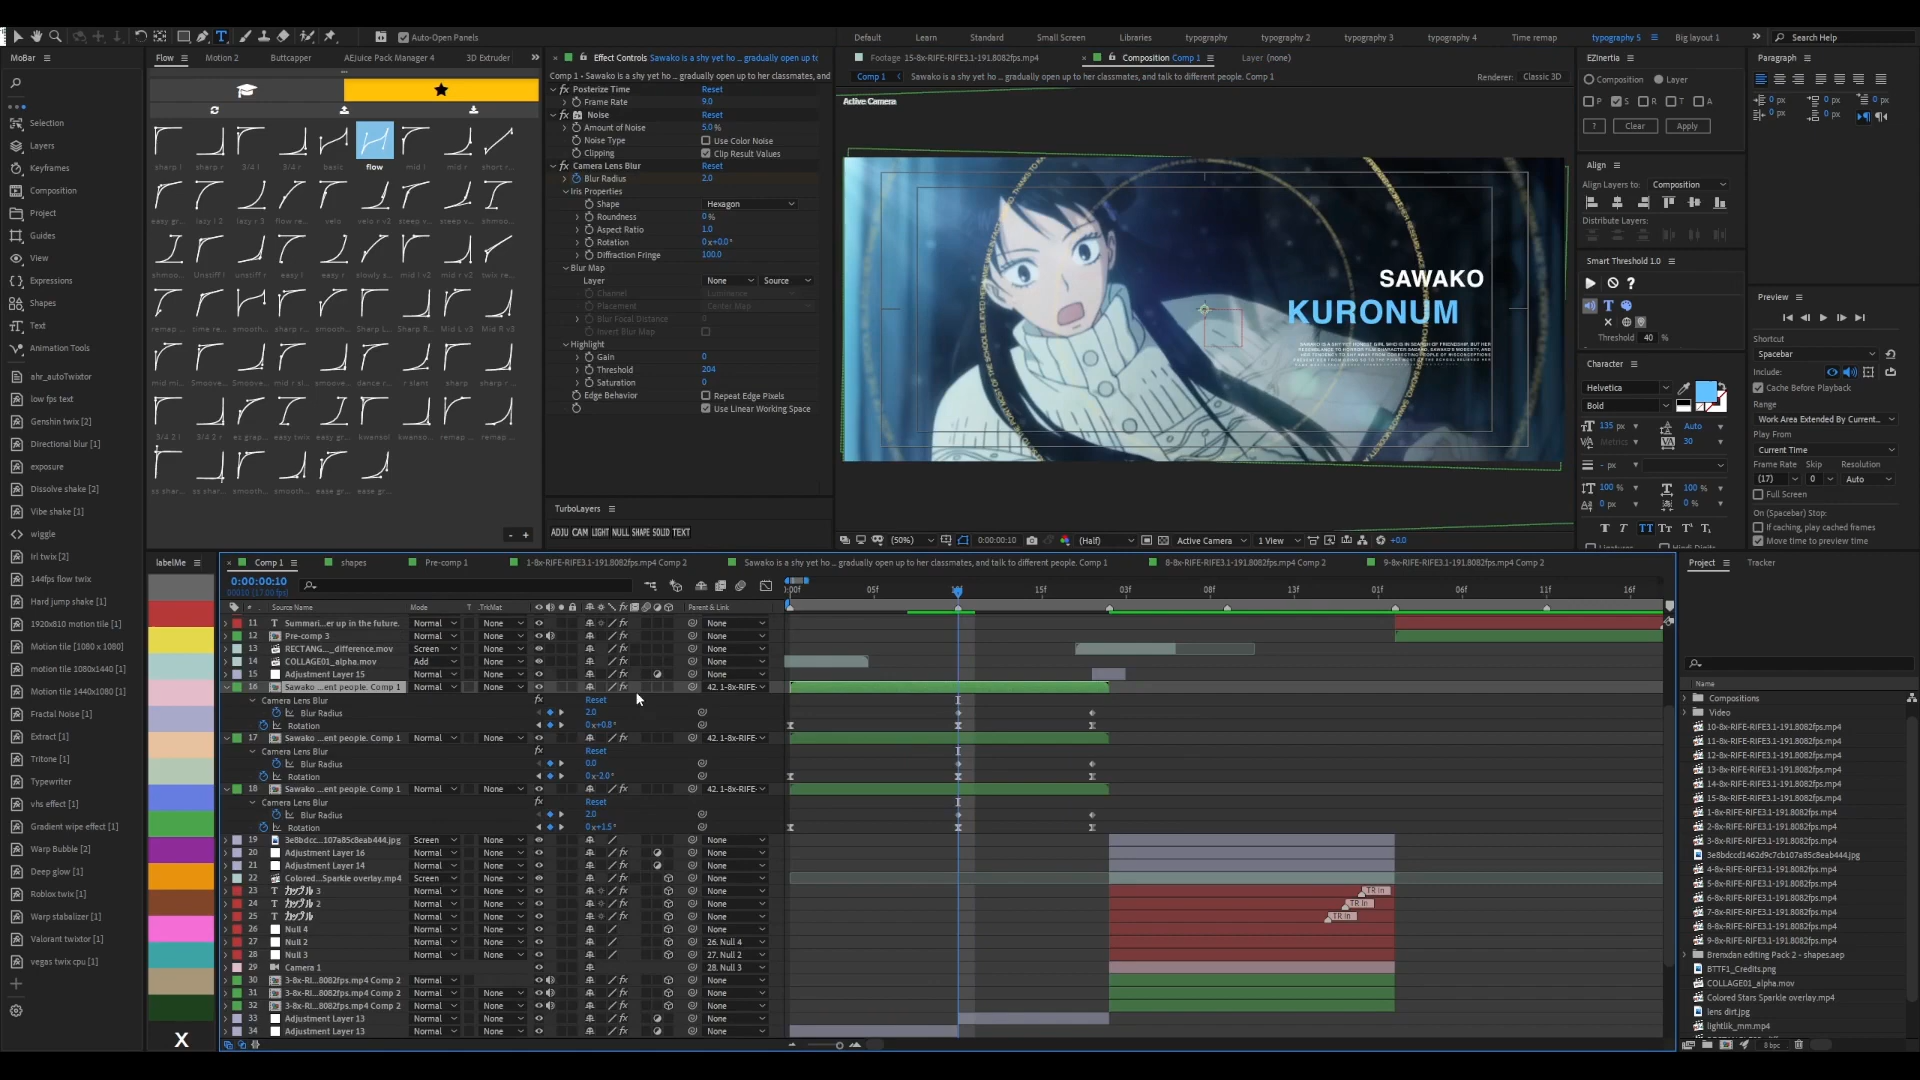 Auto-Open Panels
Default Learn Standard Small Screen Libraries typography typography 2 typography 3 typography 4 Time remap typography 5 Big layout 1 Search Help
MoBar
Flow Motion 2 Buttcapper AEJuice Pack Manager 4 3D Extruder
Effect Controls Sawako is a shy yet ho ... gradually open up to
Footage 15-8x-RIFE-RIFE3.1-191.8082fps.mp4
Composition Comp 1
Layer (none)
Comp 1
Sawako is a shy yet ho ... gradually open up to her classmates, and talk to different people. Comp 1
Renderer: Classic 3D
Comp 1 - Sawako is a shy yet ho ... gradually open up to her classmates, and
Selection
Layers
Keyframes
Composition
Project
Guides
View
Expressions
Shapes
Text
Animation Tools
ahr_autoTwixtor
low fps text
Genshin twix [2]
Directional blur [1]
exposure
Dissolve shake [2]
Vibe shake [1]
wiggle
Iri twix [2]
144fps flow twix
Hard jump shake [1]
1920x810 motion tile [1]
Motion tile [1080 x 1080]
motion tile 1080x1440 [1]
Motion tile 1440x1080 [1]
Fractal Noise [1]
Extract [1]
Tritone [1]
Typewriter
vhs effect [1]
Gradient wipe effect [1]
Warp Bubble [2]
Deep glow [1]
Roblox twix [1]
Warp stabalizer [1]
Valorant twixtor [1]
vegas twix cpu [1]
basic flow
Posterize Time Reset
Frame Rate 9.0
Noise Reset
Amount of Noise 5.0 %
Noise Type Use Color Noise
Clipping Clip Result Values
Camera Lens Blur Reset
Blur Radius 2.0
Iris Properties
Shape Hexagon
Roundness 0 %
Aspect Ratio 1.0
Rotation 0x+0.0°
Diffraction Fringe 100.0
Blur Map
Layer None Source
Channel Luminance
Placement Center Map
Blur Focal Distance 0
Invert Blur Map
Highlight
Gain 0
Threshold 204
Saturation 0
Edge Behavior Repeat Edge Pixels
Use Linear Working Space
TurboLayers
ADJU CAM LIGHT NULL SHAPE SOLID TEXT
Active Camera
SAWAKO
KURONUM
(50%) 0:00:00:10 (Half) Active Camera 1 View +0.0
EZinertia
Composition Layer
P S R T A
? Clear Apply
Align
Align Layers to: Composition
Distribute Layers:
Smart Threshold 1.0
Threshold 40 %
Character
Helvetica
Bold
135 px Auto
Metrics 30
- px
100 % 100 %
0 px 0 %
Paragraph
0 px 0 px 0 px
0 px 0 px
Preview
Shortcut
Spacebar
Include:
Cache Before Playback
Range
Work Area Extended By Current...
Play From
Current Time
Frame Rate Skip Resolution
(17) 0 Auto
Full Screen
On (Spacebar) Stop:
If caching, play cached frames
Move time to preview time
labelMe
X
Comp 1 shapes Pre-comp 1 1-8x-RIFE-RIFE3.1-191.8082fps.mp4 Comp 2 Sawako is a shy yet ho ... gradually open up to her classmates, and talk to different people. Comp 1 8-8x-RIFE-RIFE3.1-191.8082fps.mp4 Comp 2 9-8x-RIFE-RIFE3.1-191.8082fps.mp4 Comp 2
0:00:00:10
00010 (17.00 fps)
:00f 05f 10f 15f 03f 08f 13f 01f 06f 11f 16f
# Source Name Mode T .TrkMat Parent & Link
11 Summari...er up in the future. Normal None None
12 Pre-comp 3 Normal None None
13 RECTANG..._difference.mov Screen None None
14 COLLAGE01_alpha.mov Add None None
15 Adjustment Layer 15 Normal None None
16 Sawako ...ent people. Comp 1 Normal None 42. 1-8x-RIFE-
Camera Lens Blur Reset
Blur Radius 2.0
Rotation 0x+0.8°
17 Sawako ...ent people. Comp 1 Normal None 42. 1-8x-RIFE-
Camera Lens Blur Reset
Blur Radius 0.0
Rotation 0x-2.0°
18 Sawako ...ent people. Comp 1 Normal None 42. 1-8x-RIFE-
Camera Lens Blur Reset
Blur Radius 2.0
Rotation 0x+1.5°
19 3e8bdcc...107a85c8eab444.jpg Screen None None
20 Adjustment Layer 16 Normal None None
21 Adjustment Layer 14 Normal None None
22 Colored...Sparkle overlay.mp4 Screen None None
23 カップル 3 Normal None None TR in
24 カップル 2 Normal None None TR in
25 カップル Normal None None TR in
26 Null 4 Normal None None
27 Null 2 Normal None 26. Null 4
28 Null 3 Normal None 27. Null 2
29 Camera 1 28. Null 3
30 3-8x-RI...8082fps.mp4 Comp 2 Normal None
31 3-8x-RI...8082fps.mp4 Comp 2 Normal None None
32 3-8x-RI...8082fps.mp4 Comp 2 Normal None None
33 Adjustment Layer 13 Normal None None
34 Adjustment Layer 13 Normal None None
Project Tracker
Name
Compositions
Video
10-8x-RIFE-RIFE3.1-191.8082fps.mp4
11-8x-RIFE-RIFE3.1-191.8082fps.mp4
12-8x-RIFE-RIFE3.1-191.8082fps.mp4
13-8x-RIFE-RIFE3.1-191.8082fps.mp4
14-8x-RIFE-RIFE3.1-191.8082fps.mp4
15-8x-RIFE-RIFE3.1-191.8082fps.mp4
1-8x-RIFE-RIFE3.1-191.8082fps.mp4
2-8x-RIFE-RIFE3.1-191.8082fps.mp4
3-8x-RIFE-RIFE3.1-191.8082fps.mp4
3e8bdccd1462d9c7cb107a85c8eab444.jpg
4-8x-RIFE-RIFE3.1-191.8082fps.mp4
5-8x-RIFE-RIFE3.1-191.8082fps.mp4
6-8x-RIFE-RIFE3.1-191.8082fps.mp4
7-8x-RIFE-RIFE3.1-191.8082fps.mp4
8-8x-RIFE-RIFE3.1-191.8082fps.mp4
9-8x-RIFE-RIFE3.1-191.8082fps.mp4
Brenxdan editing Pack 2 - shapes.aep
BTTF1_Credits.png
COLLAGE01_alpha.mov
Colored Stars Sparkle overlay.mp4
lens dirt.jpg
lightlik_mm.mp4
8 bpc